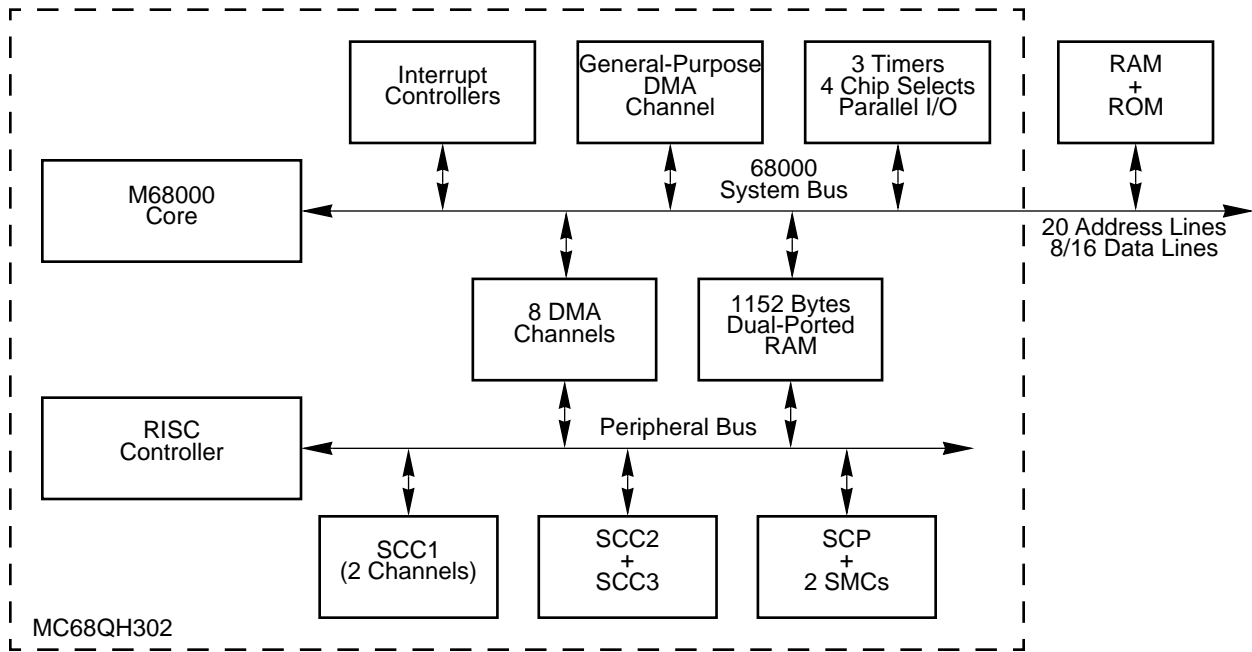 Interrupt
Controllers
General-Purpose
DMA
Channel
3 Timers
4 Chip Selects
Parallel I/O
RAM
+
ROM
M68000
Core
68000
System Bus
20 Address Lines
8/16 Data Lines
8 DMA
Channels
1152 Bytes
Dual-Ported
RAM
RISC
Controller
Peripheral Bus
SCC1
(2 Channels)
SCC2
+
SCC3
SCP
+
2 SMCs
MC68QH302